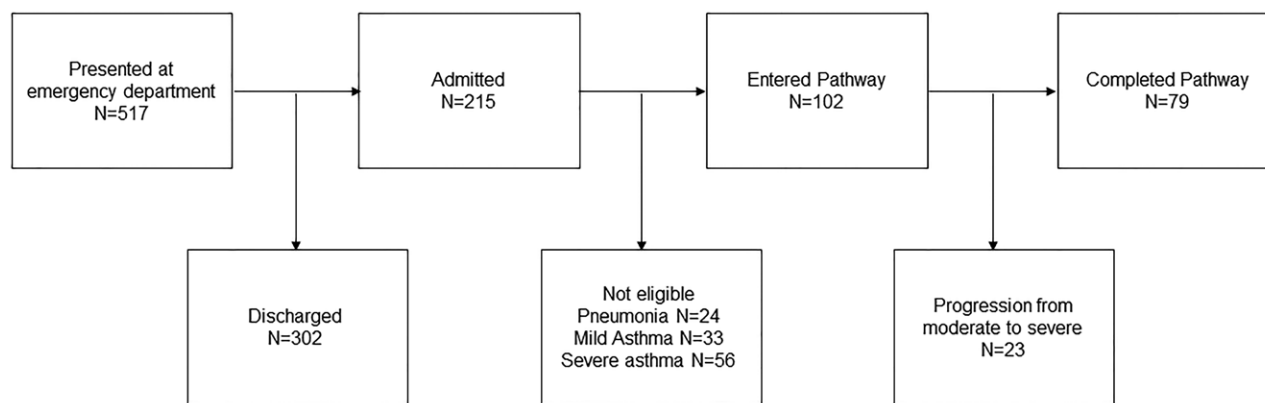 Presented at
emergency department
N=517
Admitted
N=215
Entered Pathway
N=102
Completed Pathway
N=79
Discharged
N=302
Not eligible
Pneumonia N=24
Mild Asthma N=33
Severe asthma N=56
Progression from
moderate to severe
N=23